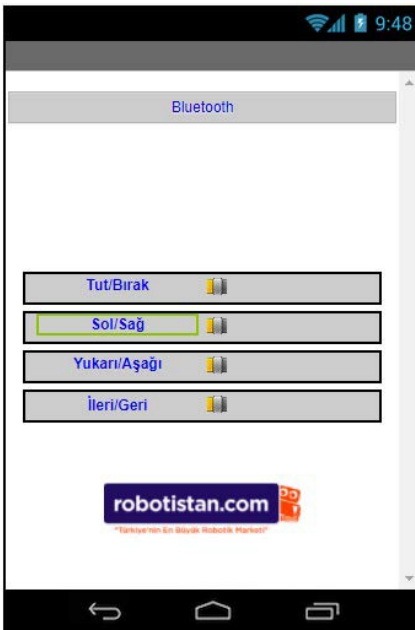 9:48
Bluetooth
Tut/Bırak
Sol/Sağ
Yukarı/Aşağı
İleri/Geri
robotistan.com
"Türkiye'nin En Büyük Robotik Marketi"